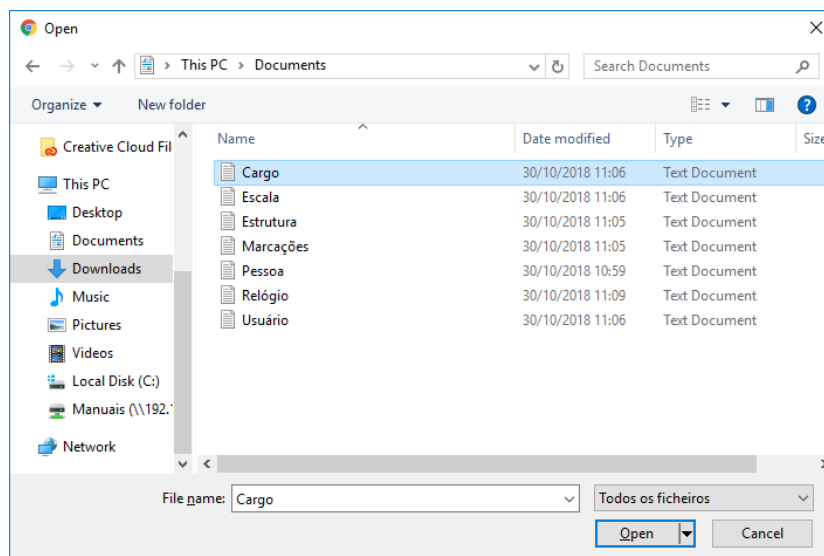 Open
This PC > Documents
Search Documents
Organize
New folder
Name
Date modified
Type
Size
Creative Cloud Fil
This PC
Desktop
Documents
Downloads
Music
Pictures
Videos
Local Disk (C:)
Manuais (\\192.1
Network
Cargo 30/10/2018 11:06 Text Document
Escala 30/10/2018 11:06 Text Document
Estrutura 30/10/2018 11:05 Text Document
Marcações 30/10/2018 11:05 Text Document
Pessoa 30/10/2018 10:59 Text Document
Relógio 30/10/2018 11:09 Text Document
Usuário 30/10/2018 11:06 Text Document
File name: Cargo
Todos os ficheiros
Open
Cancel